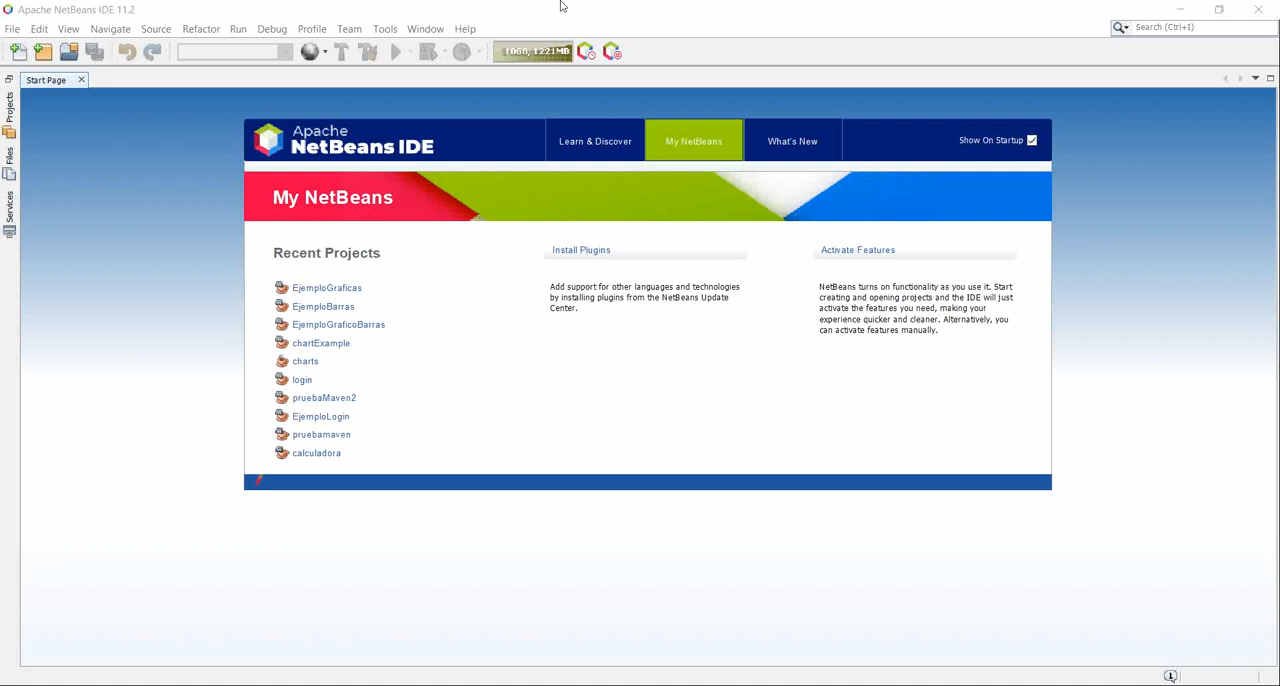 Apache NetBeans IDE 11.2
File Edit View Navigate Source Refactor Run Debug Profile Team Tools Window Help
Search (Ctrl+I)
Start Page
Projects
Files
Services
Apache
NetBeans IDE
Learn & Discover
My NetBeans
What's New
Show On Startup
My NetBeans
Recent Projects
EjemploGraficas
EjemploBarras
EjemploGraficoBarras
chartExample
charts
login
pruebaMaven2
EjemploLogin
pruebamaven
calculadora
Install Plugins
Add support for other languages and technologies
by installing plugins from the NetBeans Update
Center.
Activate Features
NetBeans turns on functionality as you use it. Start
creating and opening projects and the IDE will just
activate the features you need, making your
experience quicker and cleaner. Alternatively, you
can activate features manually.